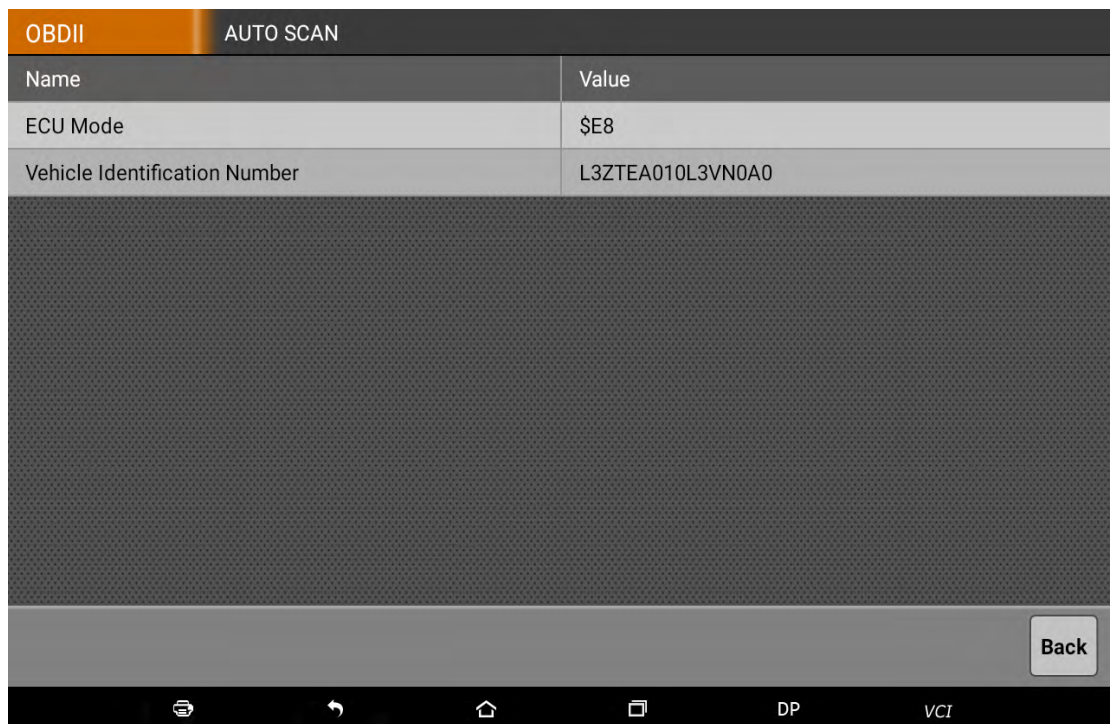 OBDII AUTO SCAN
Name Value
ECU Mode $E8
Vehicle Identification Number L3ZTEA010L3VN0A0
Back
DP VCI